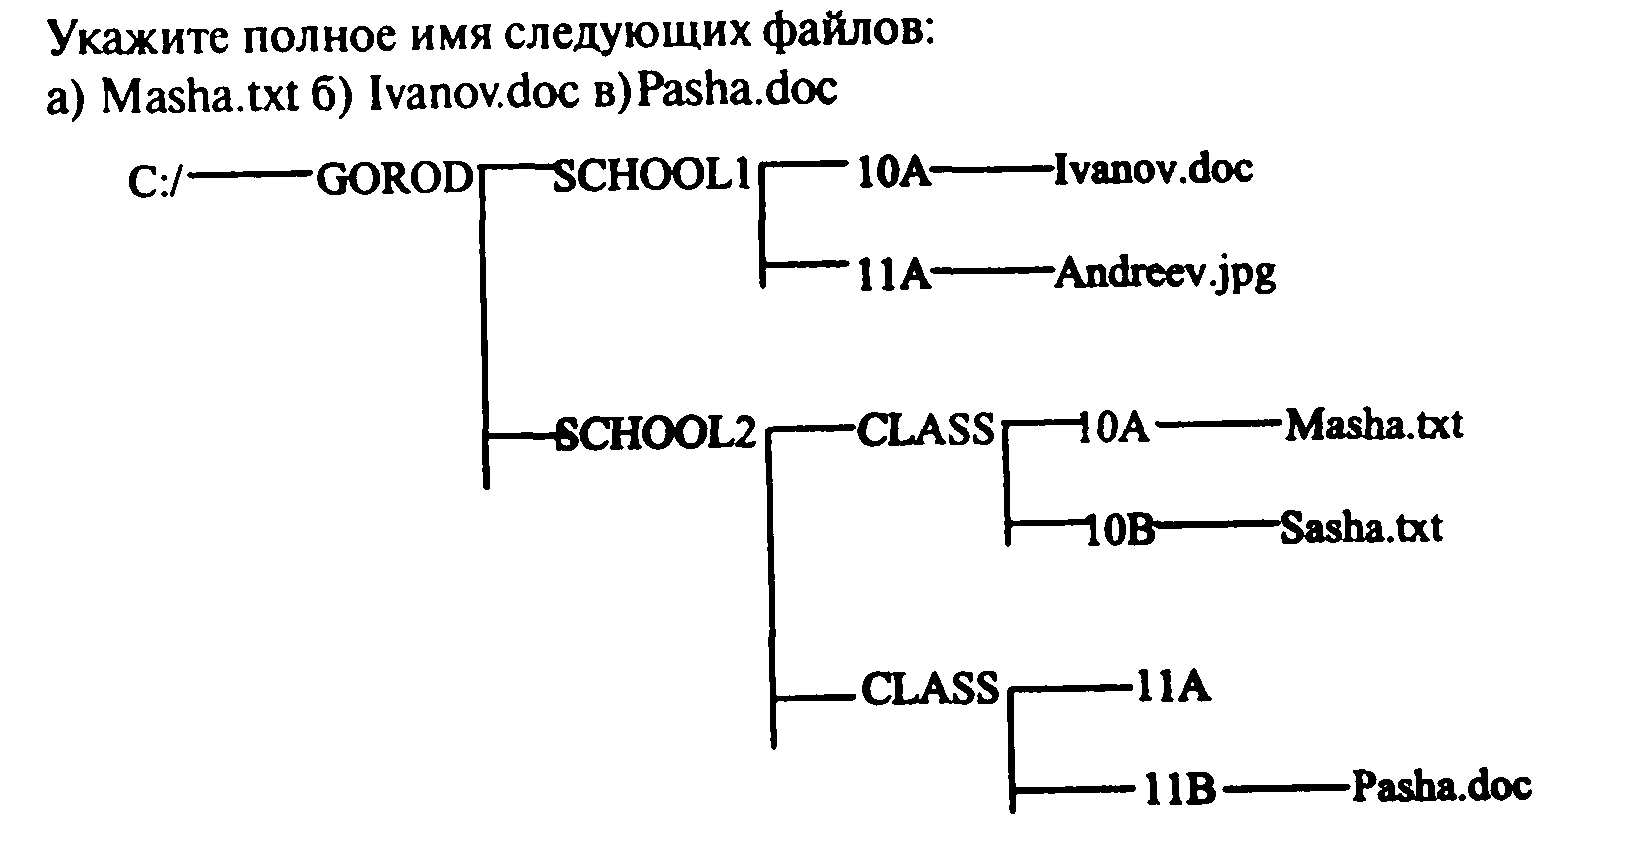 Укажите полное имя следующих файлов:
а) Masha.txt б) Ivanov.doc в)Pasha.doc
C:/ GOROD SCHOOL1 10A Ivanov.doc
11A Andreev.jpg
SCHOOL2 CLASS 10A Masha.txt
10B Sasha.txt
CLASS 11A
11B Pasha.doc